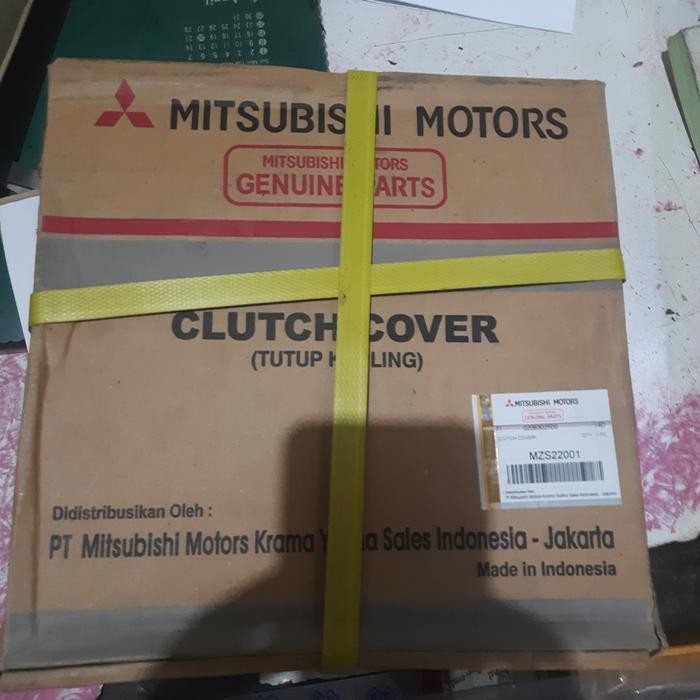 MITSUBISHI MOTORS
MITSUBISHI MOTORS
GENUINE PARTS
CLUTCH COVER
(TUTUP KOPLING)
MITSUBISHI MOTORS
GENUINE PARTS
CLUTCH COVER
MZS22001
Didistribusikan Oleh :
PT Mitsubishi Motors Krama Yudha Sales Indonesia - Jakarta
Made in Indonesia